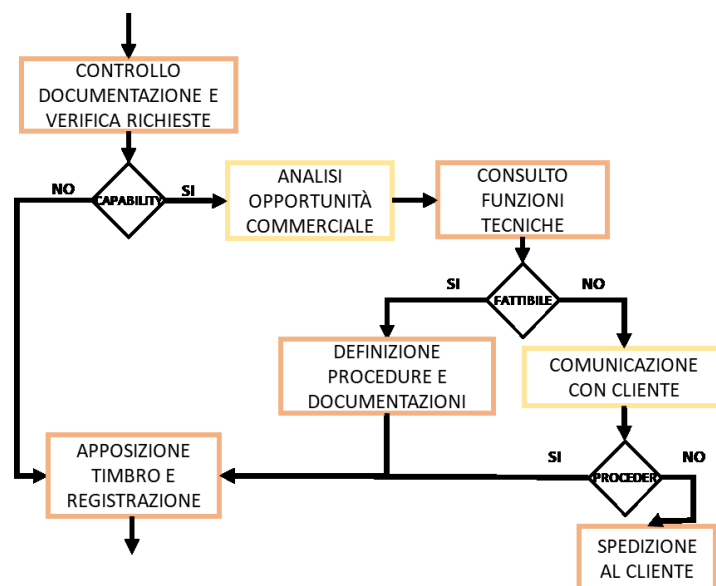 CONTROLLO
DOCUMENTAZIONE E
VERIFICA RICHIESTE
NO
CAPABILITY
SI
ANALISI
OPPORTUNITÀ
COMMERCIALE
CONSULTO
FUNZIONI
TECNICHE
SI
FATTIBILE
NO
DEFINIZIONE
PROCEDURE E
DOCUMENTAZIONI
COMUNICAZIONE
CON CLIENTE
APPOSIZIONE
TIMBRO E
REGISTRAZIONE
SI
PROCEDER
NO
SPEDIZIONE
AL CLIENTE